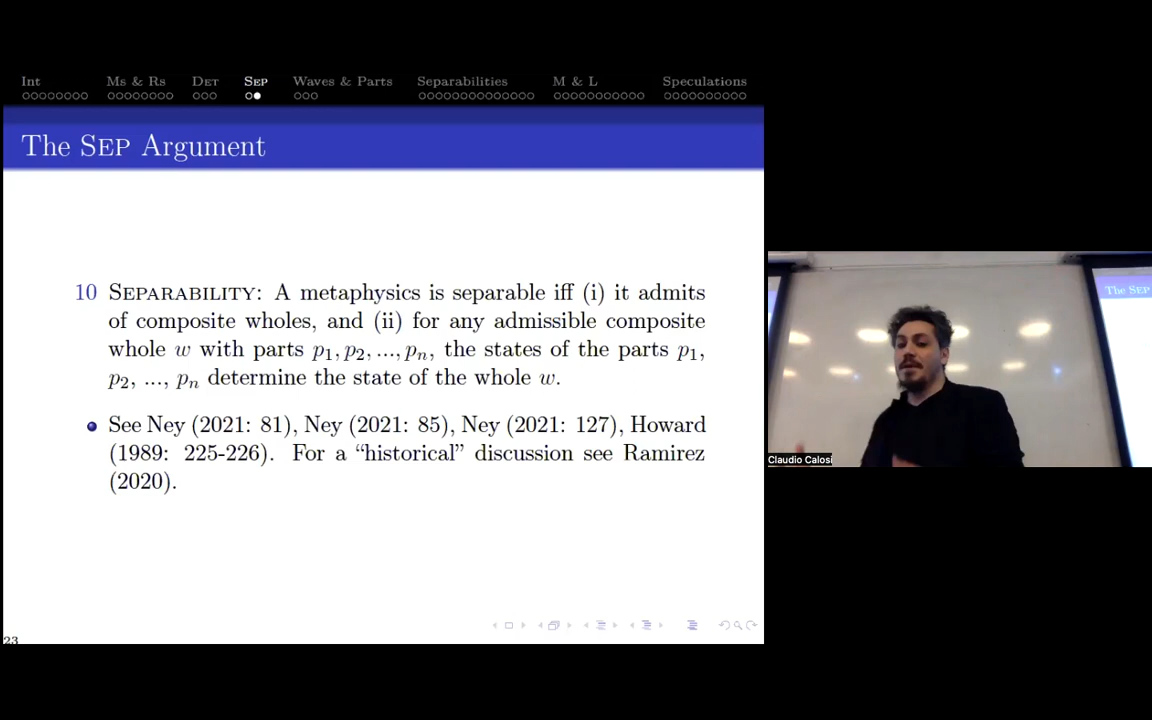 Int Ms & Rs Det Sep Waves & Parts Separabilities M & L Speculations
The Sep Argument
10 Separability: A metaphysics is separable iff (i) it admits
of composite wholes, and (ii) for any admissible composite
whole w with parts p1, p2, ..., pn, the states of the parts p1,
p2, ..., pn determine the state of the whole w.
See Ney (2021: 81), Ney (2021: 85), Ney (2021: 127), Howard
(1989: 225-226). For a “historical” discussion see Ramirez
(2020).
23
The Sep
Claudio Calosi